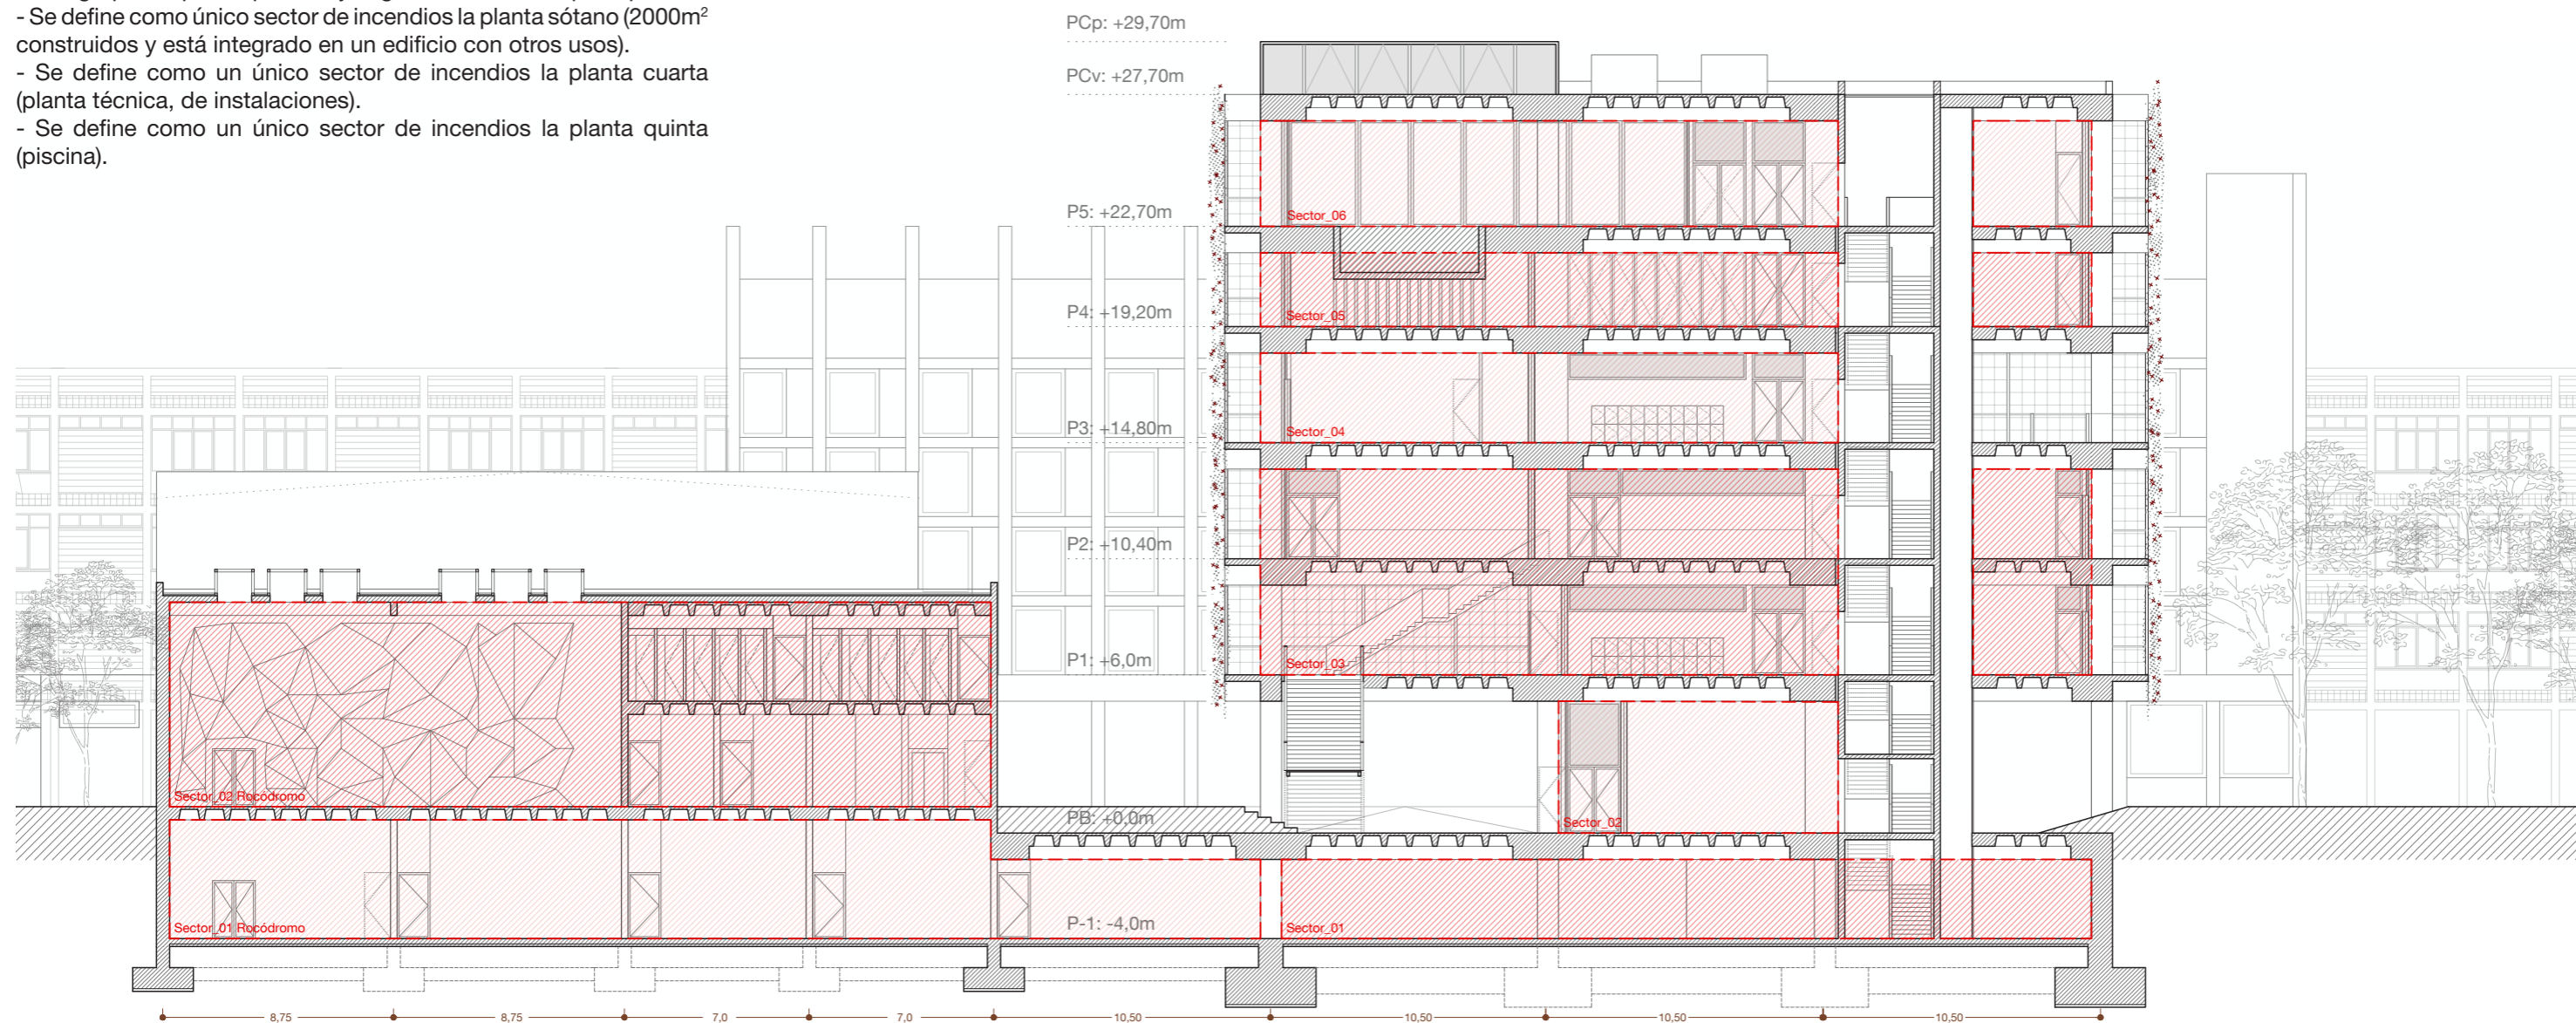 - Se define como único sector de incendios la planta sótano (2000m²
construidos y está integrado en un edificio con otros usos).
- Se define como un único sector de incendios la planta cuarta
(planta técnica, de instalaciones).
- Se define como un único sector de incendios la planta quinta
(piscina).
PCp: +29,70m
PCv: +27,70m
P5: +22,70m
Sector_06
P4: +19,20m
Sector_05
P3: +14,80m
Sector_04
P2: +10,40m
P1: +6,0m
Sector_03
Sector_02 Rocódromo
PB: +0,0m
Sector_02
Sector_01 Rocódromo
P-1: -4,0m
Sector_01
8,75
8,75
7,0
7,0
10,50
10,50
10,50
10,50